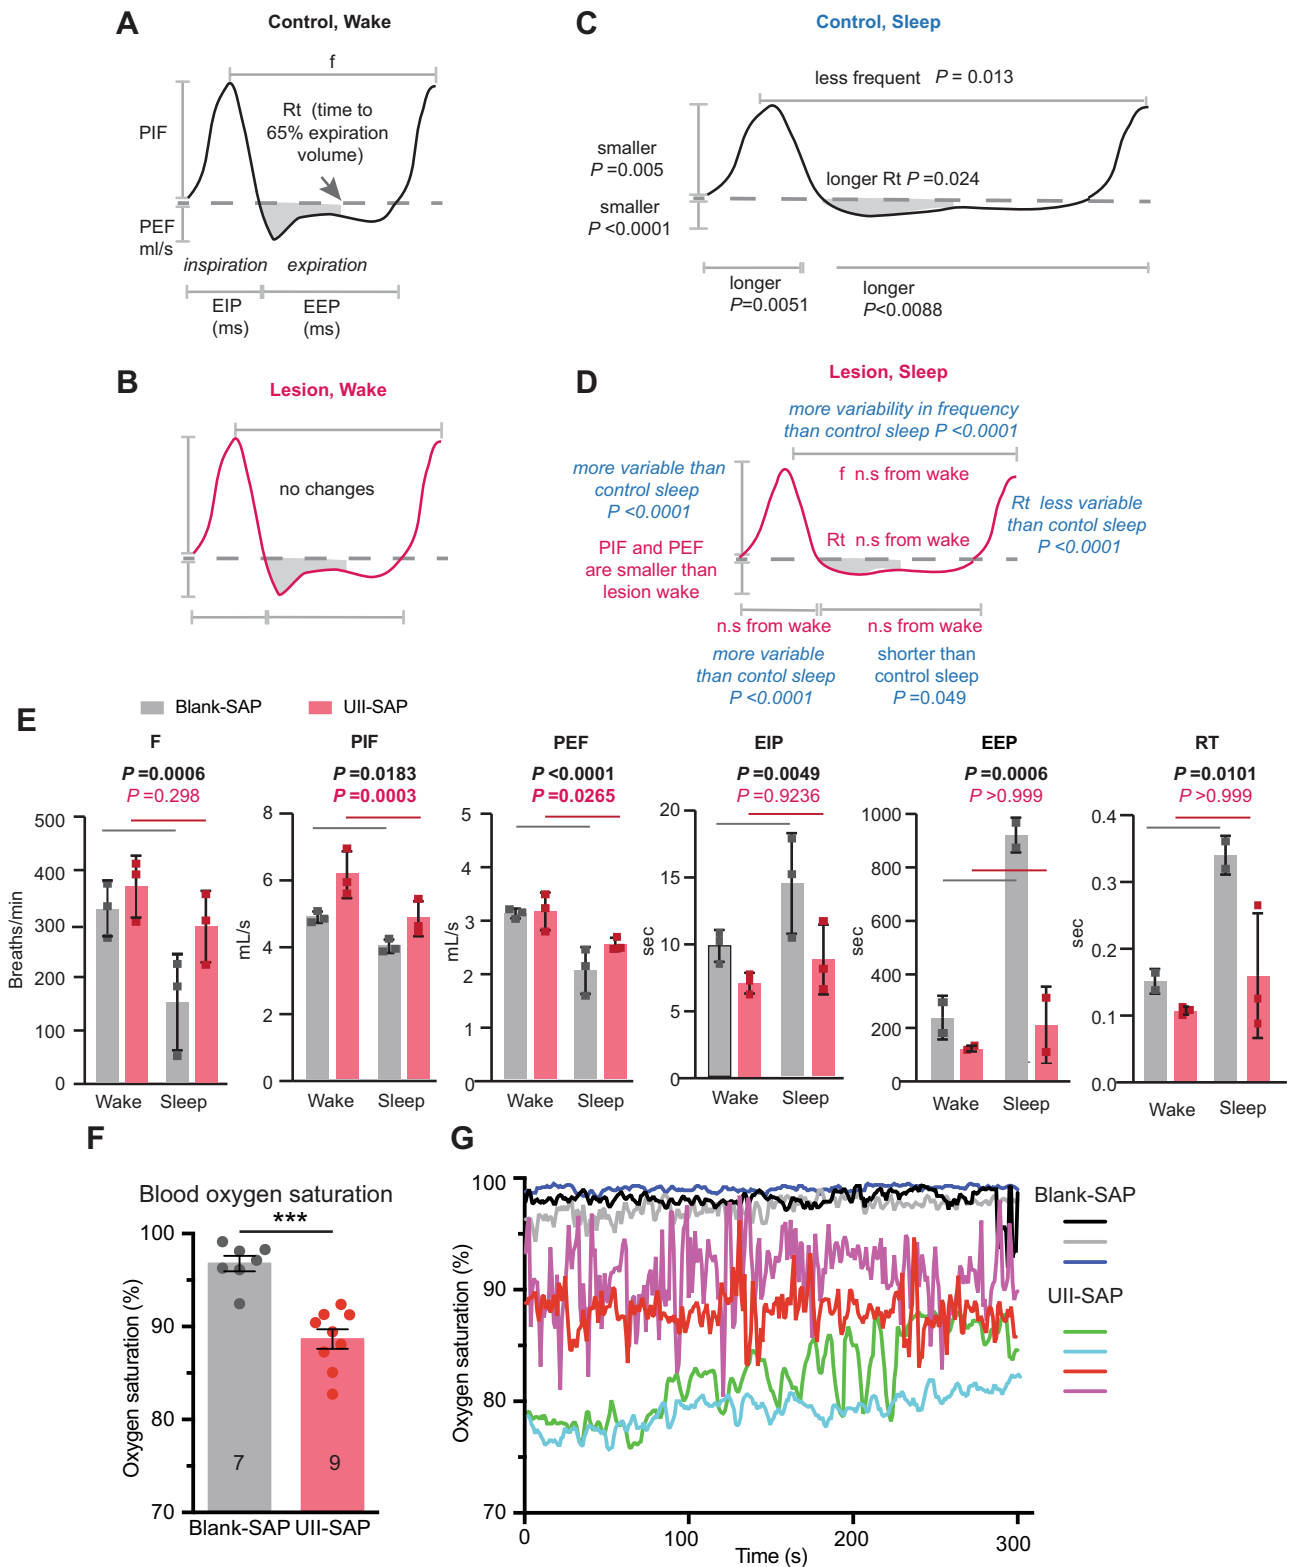 A
Control, Wake
f
PIF
Rt (time to
65% expiration
volume)
PEF
ml/s
inspiration
expiration
EIP
(ms)
EEP
(ms)
C
Control, Sleep
less frequent P = 0.013
smaller
P =0.005
longer Rt P =0.024
smaller
P <0.0001
longer
P=0.0051
longer
P<0.0088
B
Lesion, Wake
no changes
D
Lesion, Sleep
more variability in frequency
than control sleep P <0.0001
more variable than
control sleep
P <0.0001
f n.s from wake
Rt less variable
than contol sleep
P <0.0001
PIF and PEF
are smaller than
lesion wake
Rt n.s from wake
n.s from wake
n.s from wake
more variable
than contol sleep
P <0.0001
shorter than
control sleep
P =0.049
E
Blank-SAP
UII-SAP
F
P =0.0006
P =0.298
Breaths/min
500
400
300
200
100
0
Wake
Sleep
PIF
P =0.0183
P =0.0003
mL/s
8
6
4
2
0
Wake
Sleep
PEF
P <0.0001
P =0.0265
mL/s
5
4
3
2
1
0
Wake
Sleep
EIP
P =0.0049
P =0.9236
sec
20
15
10
5
0
Wake
Sleep
EEP
P =0.0006
P >0.999
sec
1000
800
600
400
200
0
Wake
Sleep
RT
P =0.0101
P >0.999
sec
0.4
0.3
0.2
0.1
0.0
Wake
Sleep
F
Blood oxygen saturation
***
Oxygen saturation (%)
100
90
80
70
7
9
Blank-SAP
UII-SAP
G
Oxygen saturation (%)
100
90
80
70
0
100
200
300
Time (s)
Blank-SAP
UII-SAP